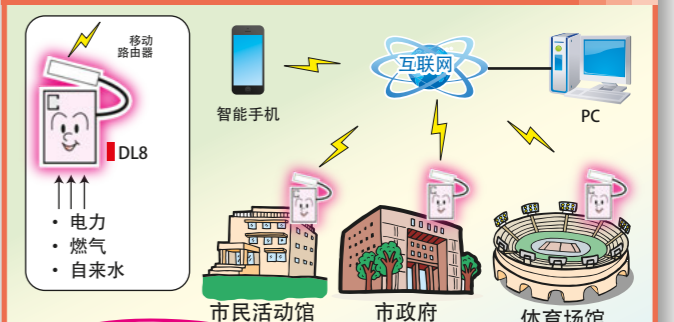 移动
路由器
C
DL8
· 电力
· 燃气
· 自来水
智能手机
互联网
PC
C
C
C
市民活动馆
市政府
体育场馆